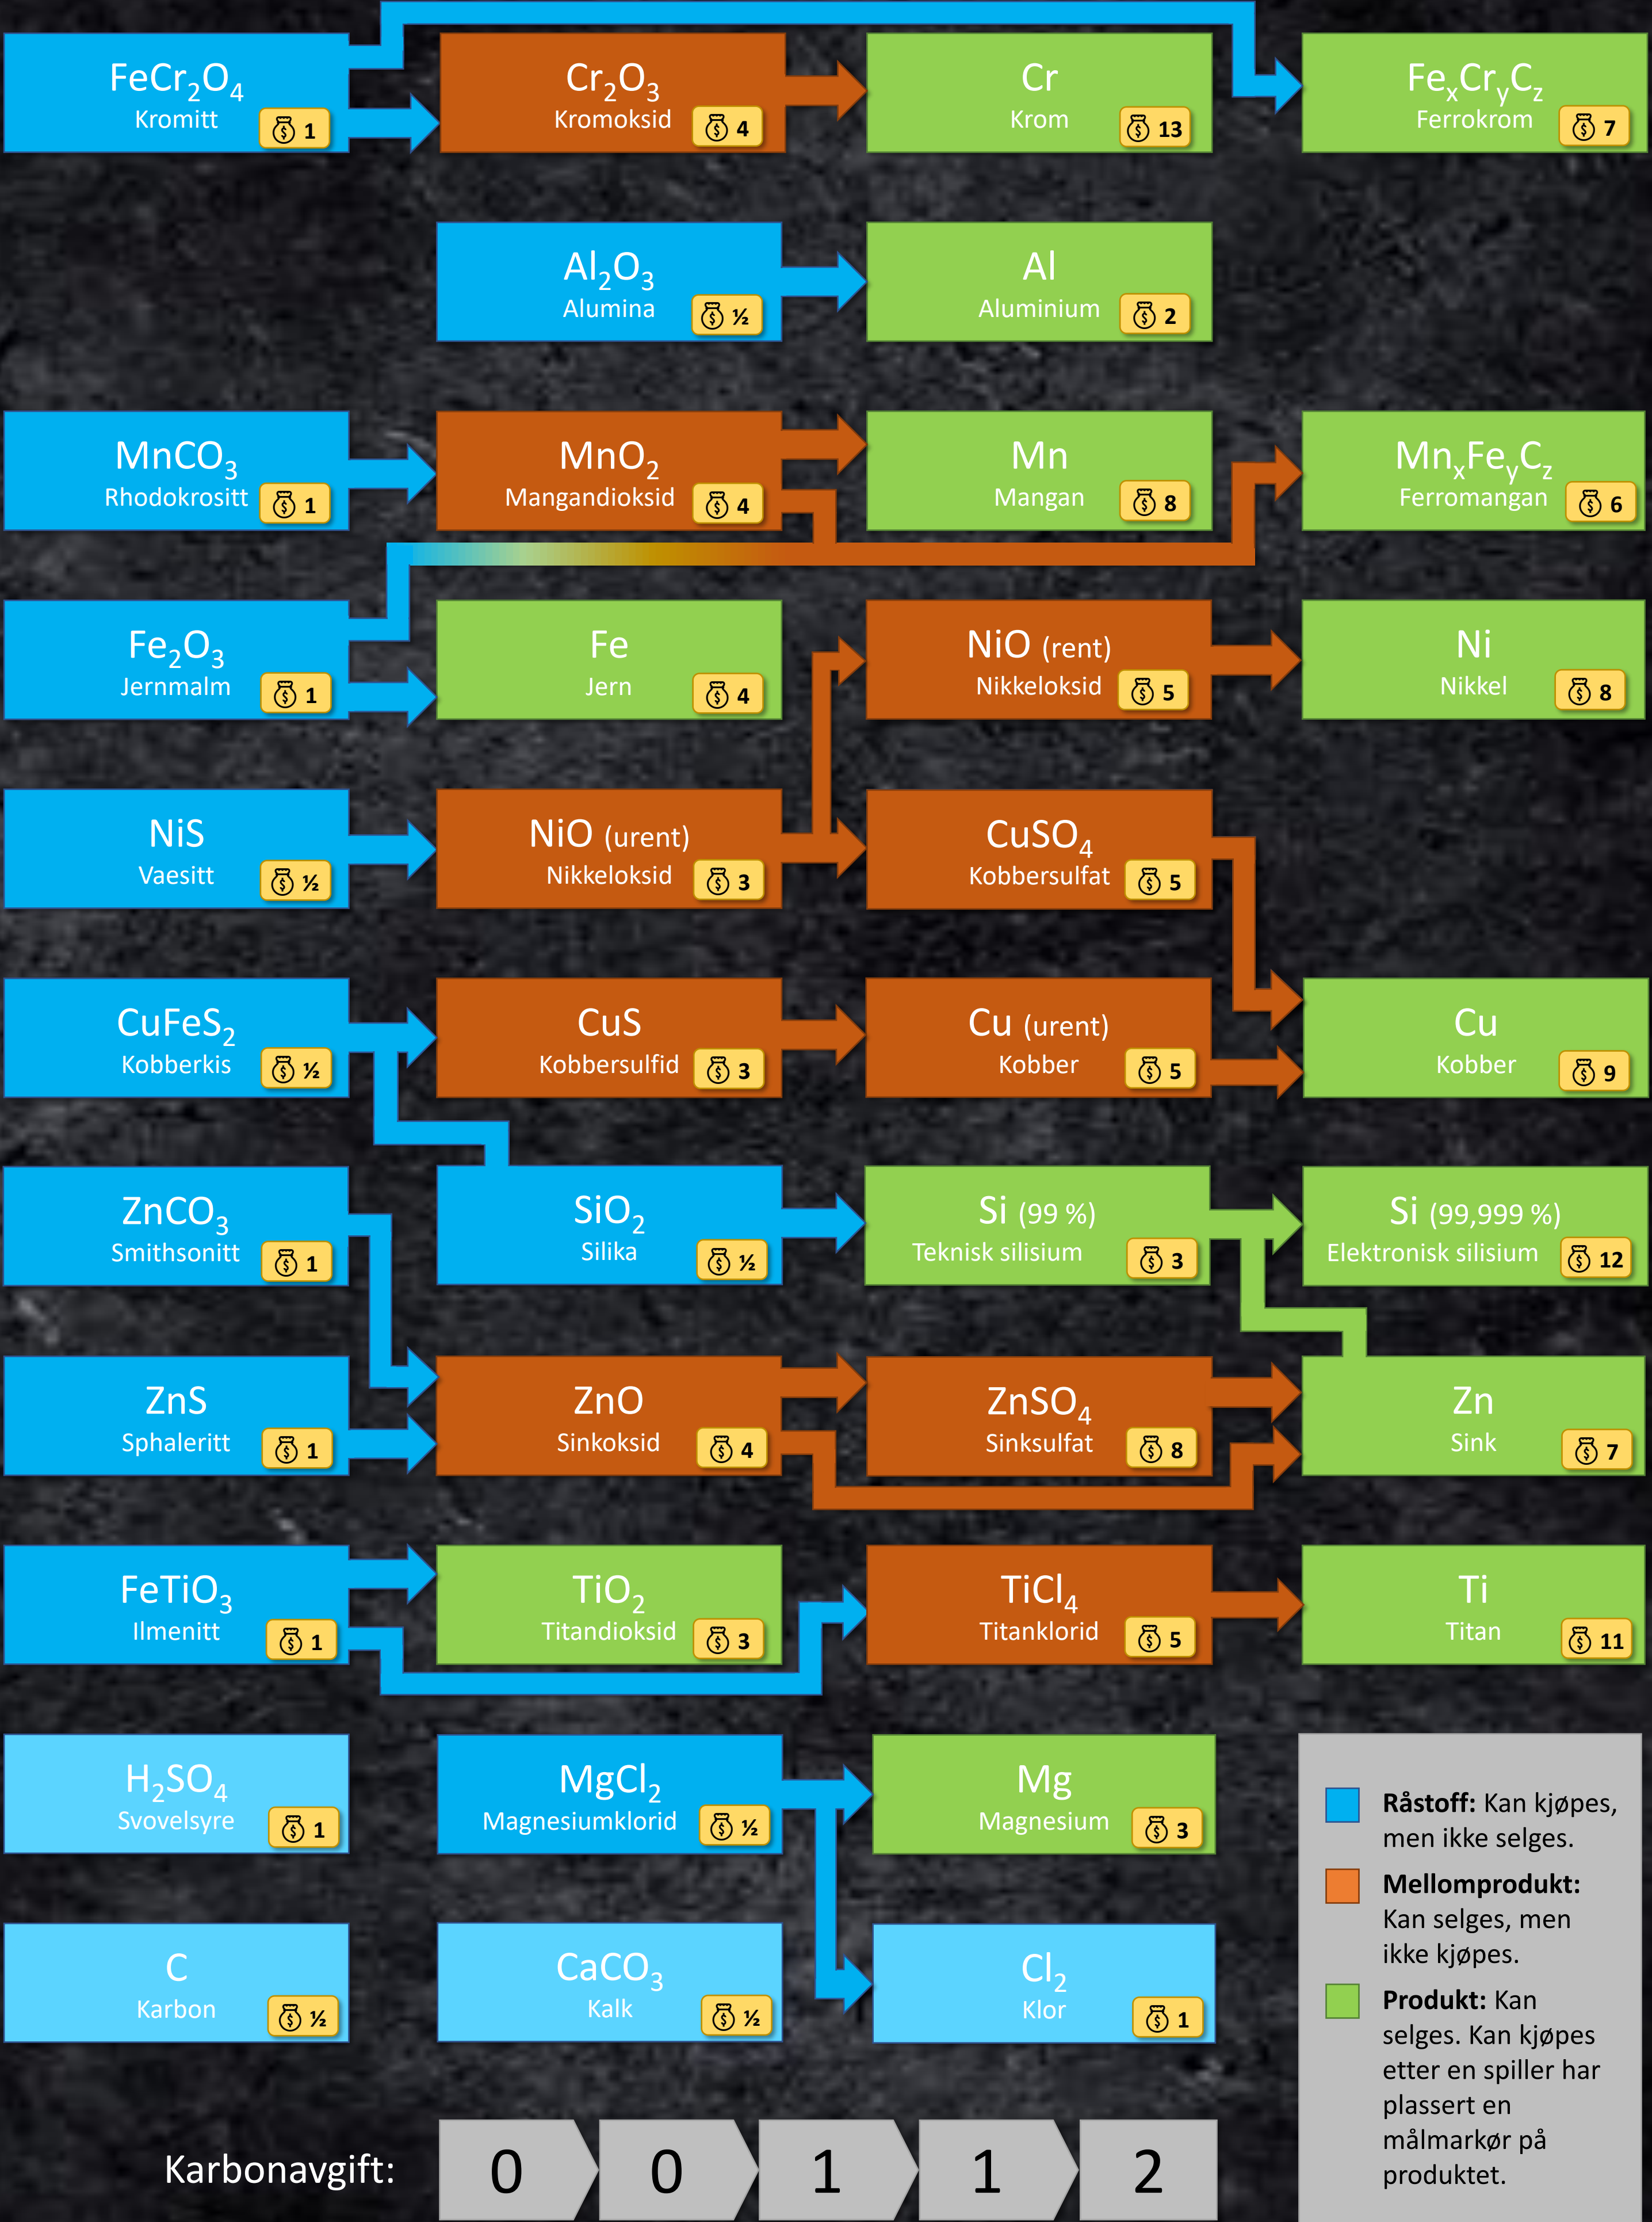 FeCr₂O₄
Kromitt
1
Cr₂O₃
Kromoksid
4
Cr
Krom
13
FeₓCrᵧC_z
Ferrokrom
7
Al₂O₃
Alumina
½
Al
Aluminium
2
MnCO₃
Rhodokrositt
1
MnO₂
Mangandioksid
4
Mn
Mangan
8
MnₓFeᵧC_z
Ferromangan
6
Fe₂O₃
Jernmalm
1
Fe
Jern
4
NiO (rent)
Nikkeloksid
5
Ni
Nikkel
8
NiS
Vaesitt
½
NiO (urent)
Nikkeloksid
3
CuSO₄
Kobbersulfat
5
CuFeS₂
Kobberkis
½
CuS
Kobbersulfid
3
Cu (urent)
Kobber
5
Cu
Kobber
9
ZnCO₃
Smithsonitt
1
SiO₂
Silika
½
Si (99 %)
Teknisk silisium
3
Si (99,999 %)
Elektronisk silisium
12
ZnS
Sphaleritt
1
ZnO
Sinkoksid
4
ZnSO₄
Sinksulfat
8
Zn
Sink
7
FeTiO₃
Ilmenitt
1
TiO₂
Titandioksid
3
TiCl₄
Titanklorid
5
Ti
Titan
11
H₂SO₄
Svovelsyre
1
MgCl₂
Magnesiumklorid
½
Mg
Magnesium
3
C
Karbon
½
CaCO₃
Kalk
½
Cl₂
Klor
1
Råstoff: Kan kjøpes,
men ikke selges.
Mellomprodukt:
Kan selges, men
ikke kjøpes.
Produkt: Kan
selges. Kan kjøpes
etter en spiller har
plassert en
målmarkør på
produktet.
Karbonavgift: 0 0 1 1 2